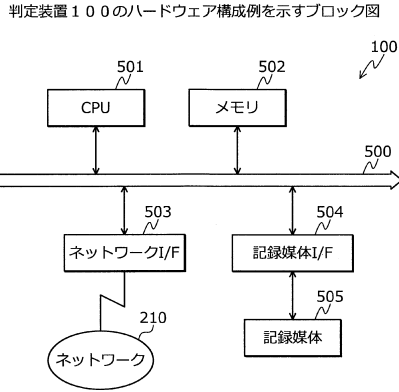 判定装置１００のハードウェア構成例を示すブロック図
100
501
502
CPU
メモリ
500
503
504
ネットワークI/F
記録媒体I/F
210
505
ネットワーク
記録媒体